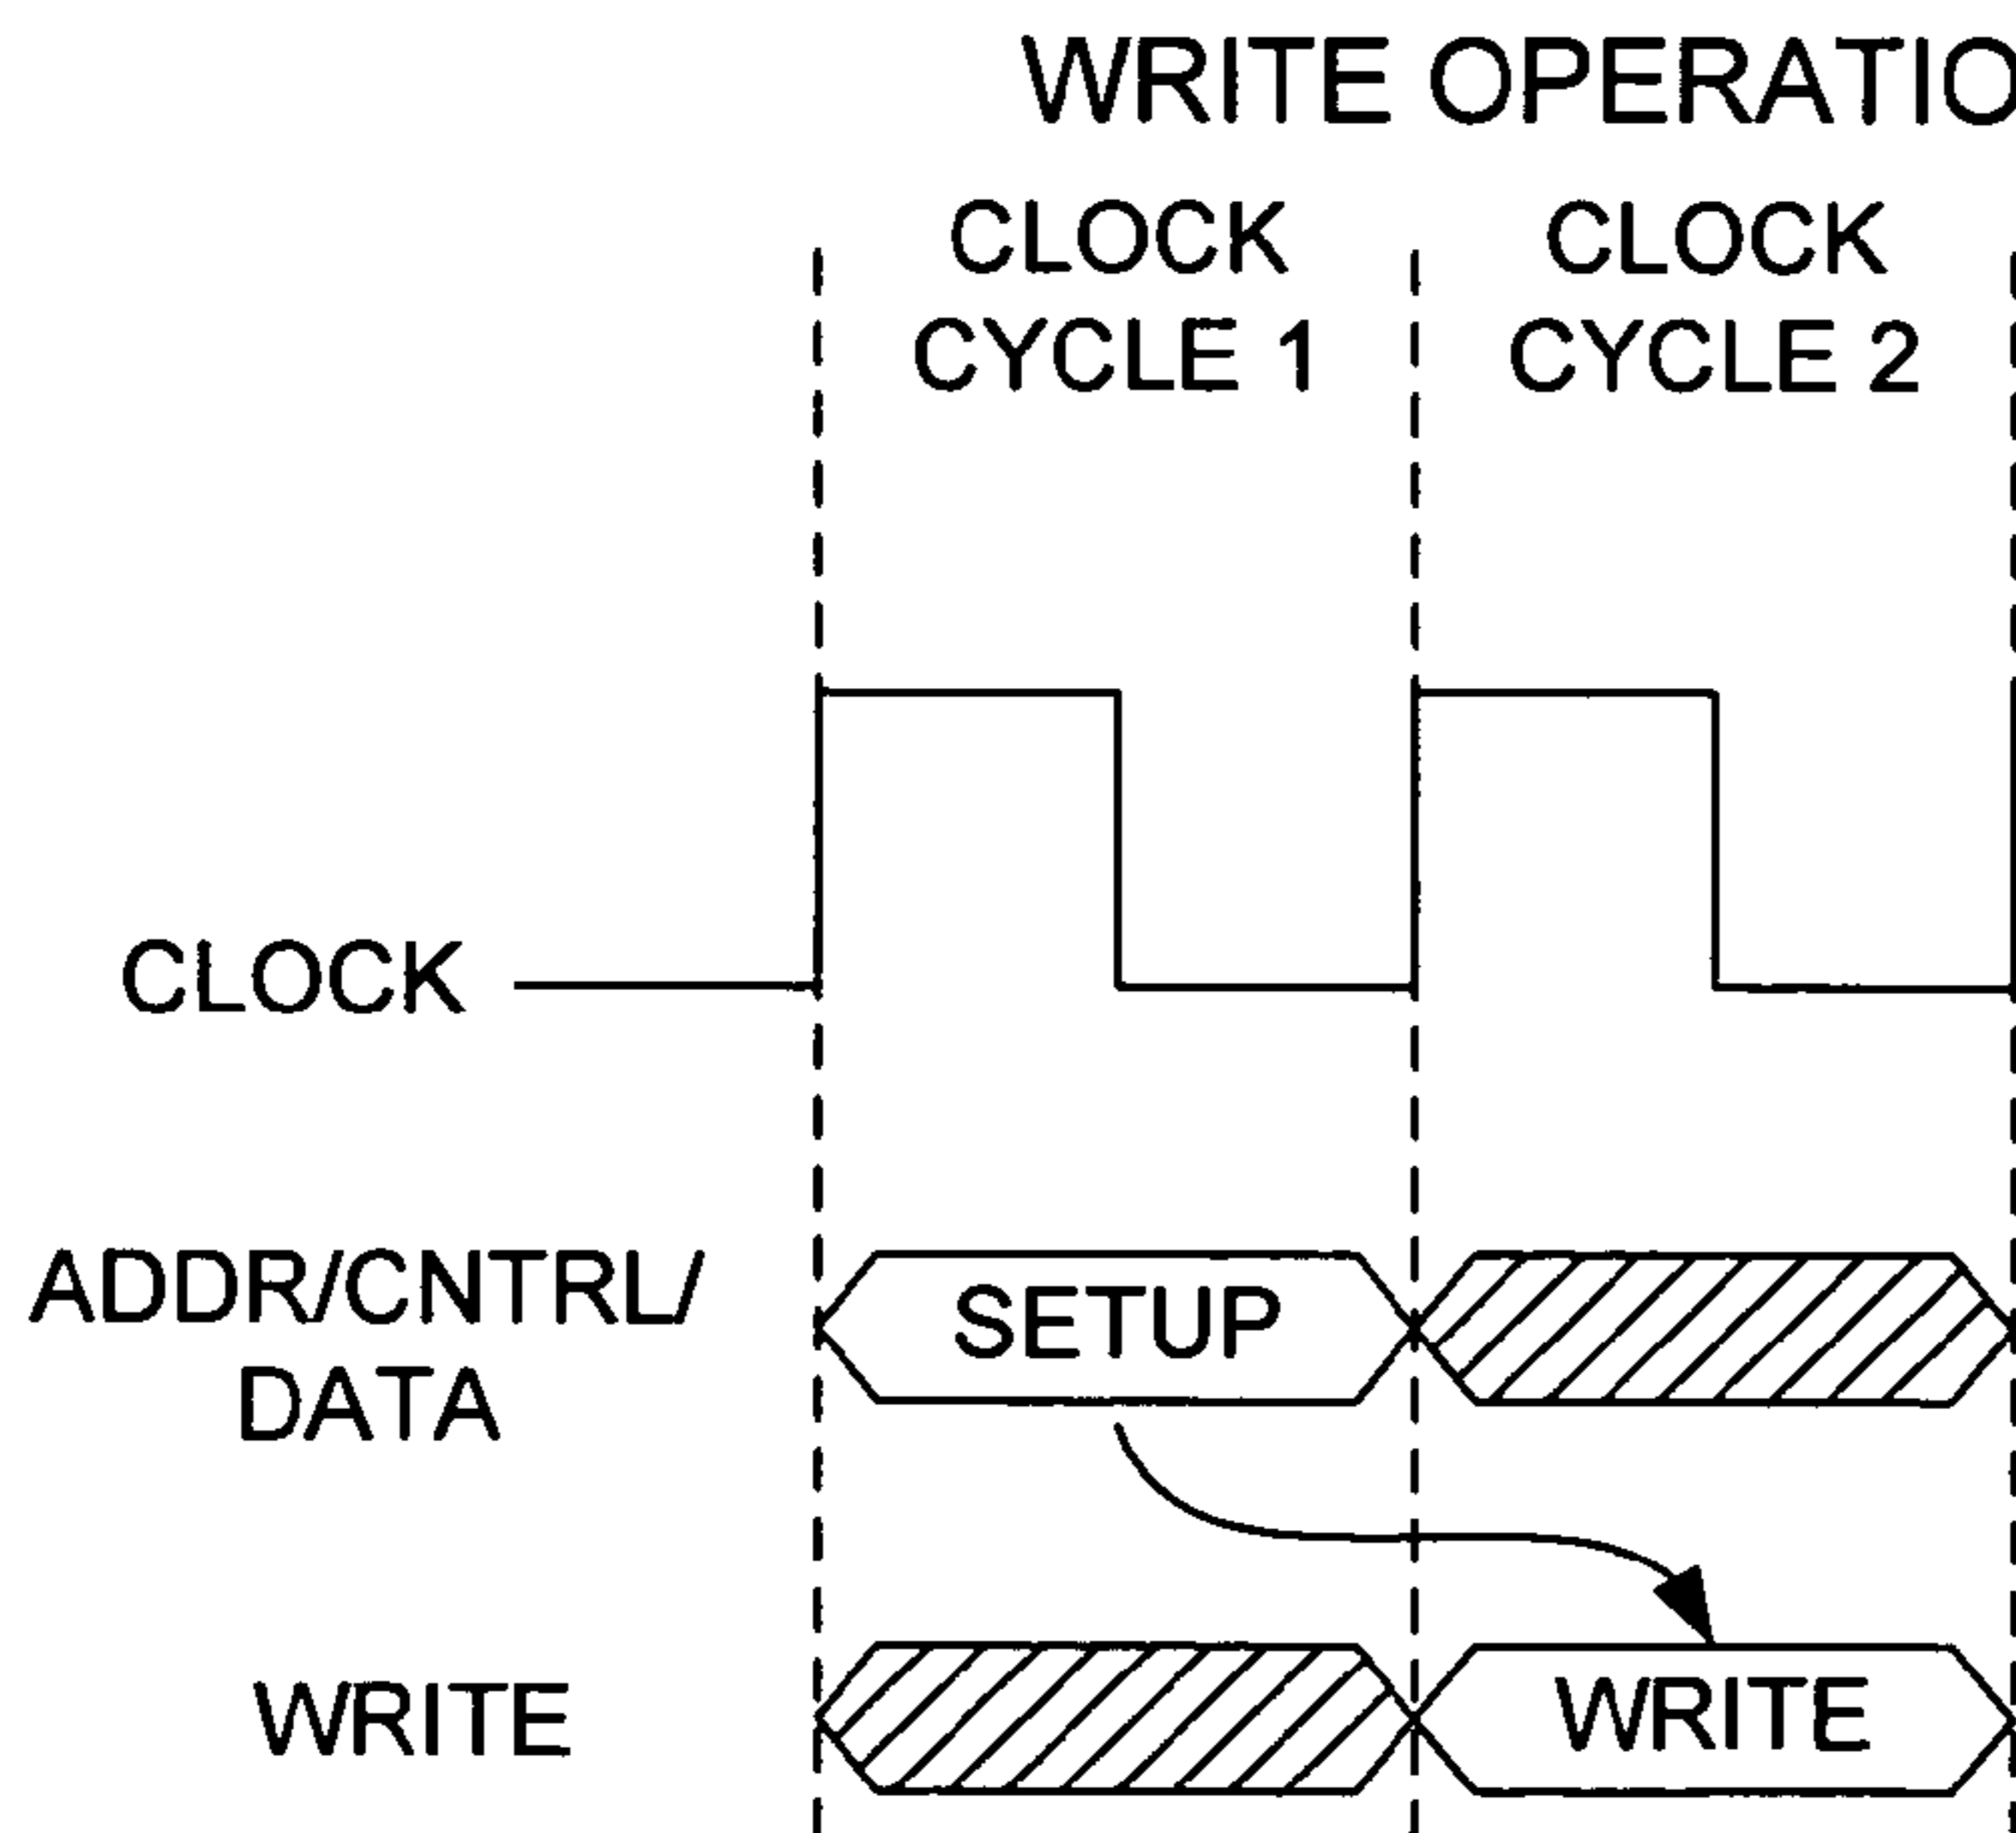 WRITE OPERATIO
CLOCK
CYCLE 1
CLOCK
CYCLE 2
CLOCK
ADDR/CNTRL/
DATA
SETUP
WRITE
WRITE